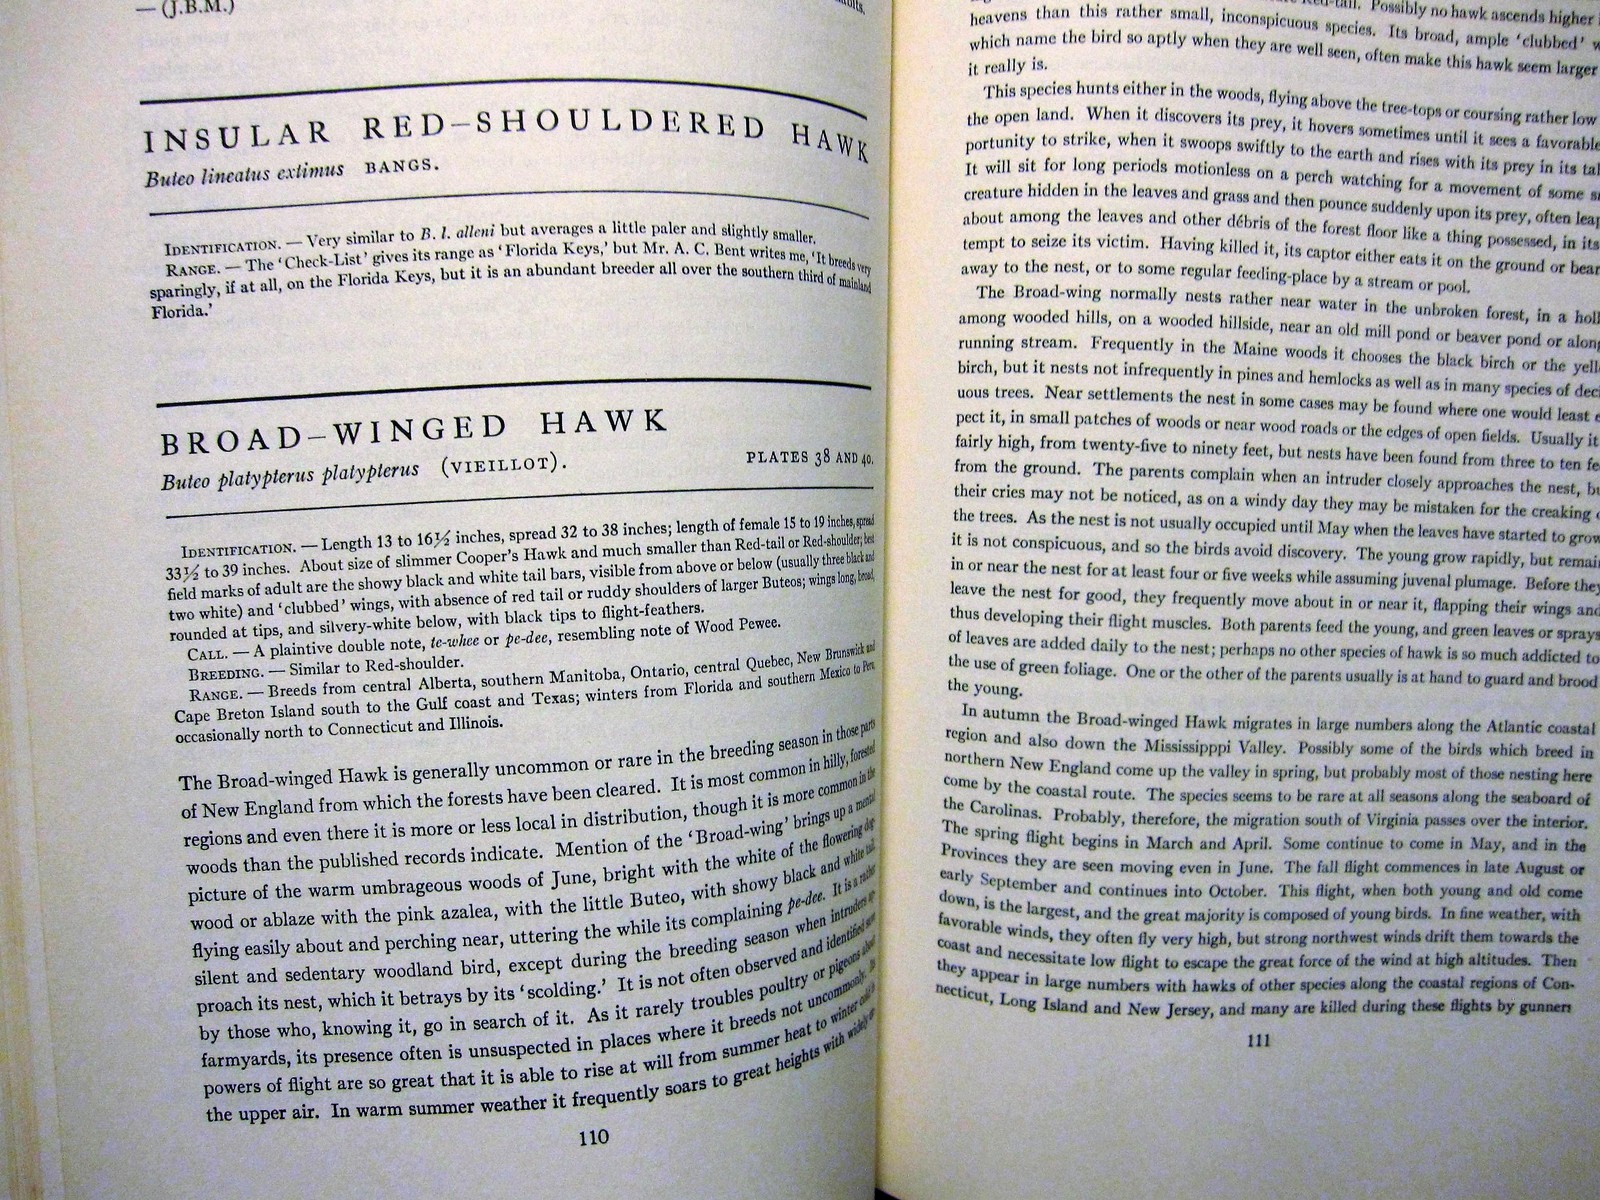 — (J.B.M.)
INSULAR RED–SHOULDERED HAWK
Buteo lineatus extimus BANGS.
IDENTIFICATION. — Very similar to B. l. alleni but averages a little paler and slightly smaller.
RANGE. — The 'Check-List' gives its range as 'Florida Keys,' but Mr. A. C. Bent writes me, 'It breeds very
sparingly, if at all, on the Florida Keys, but it is an abundant breeder all over the southern third of mainland
Florida.'
BROAD–WINGED HAWK
Buteo platypterus platypterus (VIEILLOT).
PLATES 38 AND 40.
IDENTIFICATION. — Length 13 to 16½ inches, spread 32 to 38 inches; length of female 15 to 19 inches, spread
33½ to 39 inches. About size of slimmer Cooper's Hawk and much smaller than Red-tail or Red-shoulder; best
field marks of adult are the showy black and white tail bars, visible from above or below (usually three black and
two white) and 'clubbed' wings, with absence of red tail or ruddy shoulders of larger Buteos; wings long, broad,
rounded at tips, and silvery-white below, with black tips to flight-feathers.
CALL. — A plaintive double note, te-whee or pe-dee, resembling note of Wood Pewee.
BREEDING. — Similar to Red-shoulder.
RANGE. — Breeds from central Alberta, southern Manitoba, Ontario, central Quebec, New Brunswick and
Cape Breton Island south to the Gulf coast and Texas; winters from Florida and southern Mexico to Peru,
occasionally north to Connecticut and Illinois.
The Broad-winged Hawk is generally uncommon or rare in the breeding season in those parts
of New England from which the forests have been cleared. It is most common in hilly, forested
regions and even there it is more or less local in distribution, though it is more common in the
woods than the published records indicate. Mention of the 'Broad-wing' brings up a mental
picture of the warm umbrageous woods of June, bright with the white of the flowering dog-
wood or ablaze with the pink azalea, with the little Buteo, with showy black and white tail,
flying easily about and perching near, uttering the while its complaining pe-dee. It is a rather
silent and sedentary woodland bird, except during the breeding season when intruders ap-
proach its nest, which it betrays by its 'scolding.' It is not often observed and identified save
by those who, knowing it, go in search of it. As it rarely troubles poultry or pigeons about
farmyards, its presence often is unsuspected in places where it breeds not uncommonly. Its
powers of flight are so great that it is able to rise at will from summer heat to winter cold in
the upper air. In warm summer weather it frequently soars to great heights with widely
110
Possibly no hawk ascends higher
heavens than this rather small, inconspicuous species. Its broad, ample 'clubbed'
which name the bird so aptly when they are well seen, often make this hawk seem larger
it really is.
This species hunts either in the woods, flying above the tree-tops or coursing rather low
the open land. When it discovers its prey, it hovers sometimes until it sees a favorable
portunity to strike, when it swoops swiftly to the earth and rises with its prey in its tal
It will sit for long periods motionless on a perch watching for a movement of some
creature hidden in the leaves and grass and then pounce suddenly upon its prey, often leap
about among the leaves and other débris of the forest floor like a thing possessed, in its
tempt to seize its victim. Having killed it, its captor either eats it on the ground or bear
away to the nest, or to some regular feeding-place by a stream or pool.
The Broad-wing normally nests rather near water in the unbroken forest, in a holl
among wooded hills, on a wooded hillside, near an old mill pond or beaver pond or along
running stream. Frequently in the Maine woods it chooses the black birch or the yell
birch, but it nests not infrequently in pines and hemlocks as well as in many species of deci
uous trees. Near settlements the nest in some cases may be found where one would least
pect it, in small patches of woods or near wood roads or the edges of open fields. Usually it
fairly high, from twenty-five to ninety feet, but nests have been found from three to ten fe
from the ground. The parents complain when an intruder closely approaches the nest, bu
their cries may not be noticed, as on a windy day they may be mistaken for the creaking
the trees. As the nest is not usually occupied until May when the leaves have started to grow
it is not conspicuous, and so the birds avoid discovery. The young grow rapidly, but remain
in or near the nest for at least four or five weeks while assuming juvenal plumage. Before they
leave the nest for good, they frequently move about in or near it, flapping their wings and
thus developing their flight muscles. Both parents feed the young, and green leaves or sprays
of leaves are added daily to the nest; perhaps no other species of hawk is so much addicted to
the use of green foliage. One or the other of the parents usually is at hand to guard and brood
the young.
In autumn the Broad-winged Hawk migrates in large numbers along the Atlantic coastal
region and also down the Mississipppi Valley. Possibly some of the birds which breed in
northern New England come up the valley in spring, but probably most of those nesting here
come by the coastal route. The species seems to be rare at all seasons along the seaboard of
the Carolinas. Probably, therefore, the migration south of Virginia passes over the interior.
The spring flight begins in March and April. Some continue to come in May, and in the
Provinces they are seen moving even in June. The fall flight commences in late August or
early September and continues into October. This flight, when both young and old come
down, is the largest, and the great majority is composed of young birds. In fine weather, with
favorable winds, they often fly very high, but strong northwest winds drift them towards the
coast and necessitate low flight to escape the great force of the wind at high altitudes. Then
they appear in large numbers with hawks of other species along the coastal regions of Con-
necticut, Long Island and New Jersey, and many are killed during these flights by gunners
111